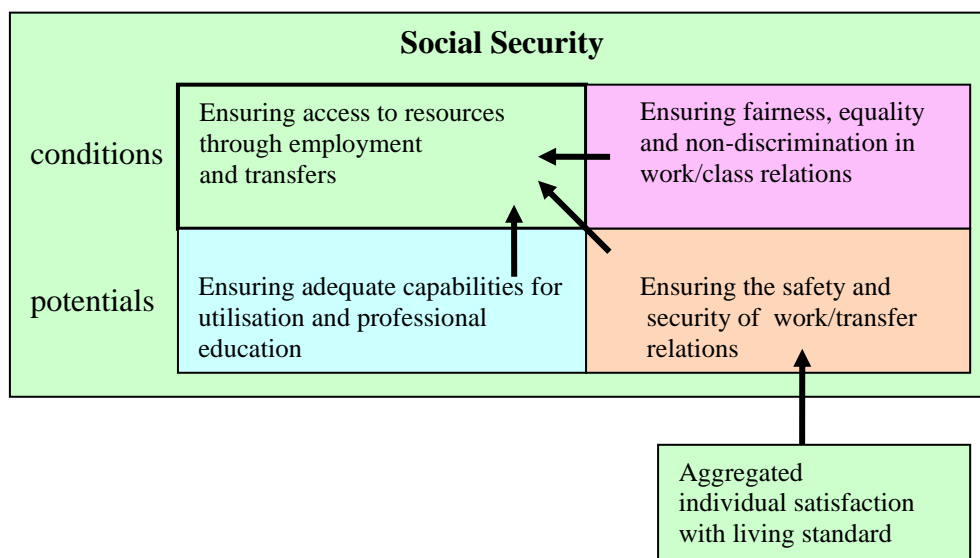 Social Security
conditions
Ensuring access to resources
through employment
and transfers
Ensuring fairness, equality
and non-discrimination in
work/class relations
potentials
Ensuring adequate capabilities for
utilisation and professional
education
Ensuring the safety and
security of work/transfer
relations
Aggregated
individual satisfaction
with living standard